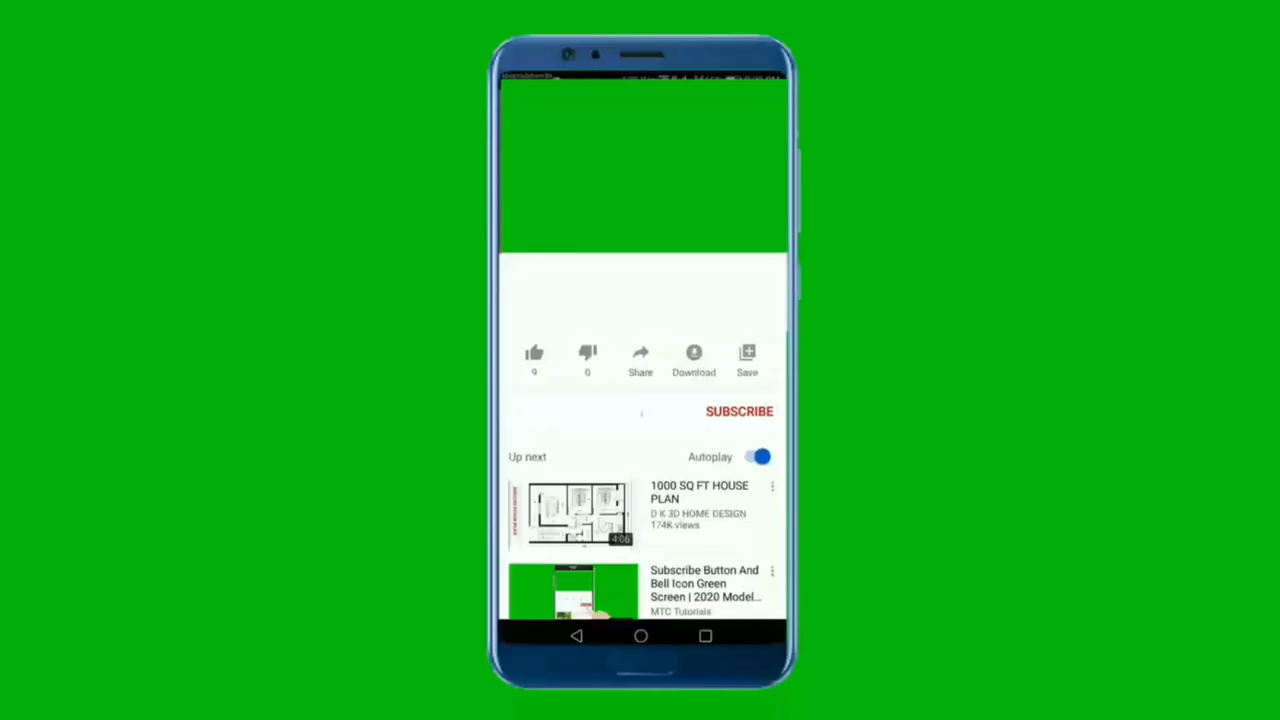 9
0
Share
Download
Save
SUBSCRIBE
Up next
Autoplay
1000 SQ FT HOUSE
PLAN
D K 3D HOME DESIGN
174K views
4:06
Subscribe Button And
Bell Icon Green
Screen | 2020 Model...
MTC Tutorials